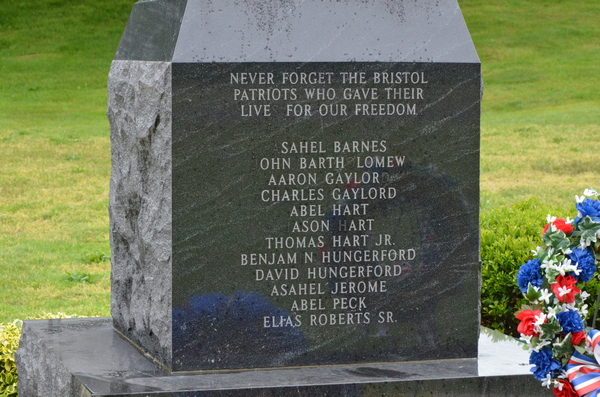 NEVER FORGET THE BRISTOL
PATRIOTS WHO GAVE THEIR
LIVE FOR OUR FREEDOM
SAHEL BARNES
OHN BARTH LOMEW
AARON GAYLOR
CHARLES GAYLORD
ABEL HART
ASON HART
THOMAS HART JR.
BENJAM N HUNGERFORD
DAVID HUNGERFORD
ASAHEL JEROME
ABEL PECK
ELIAS ROBERTS SR.